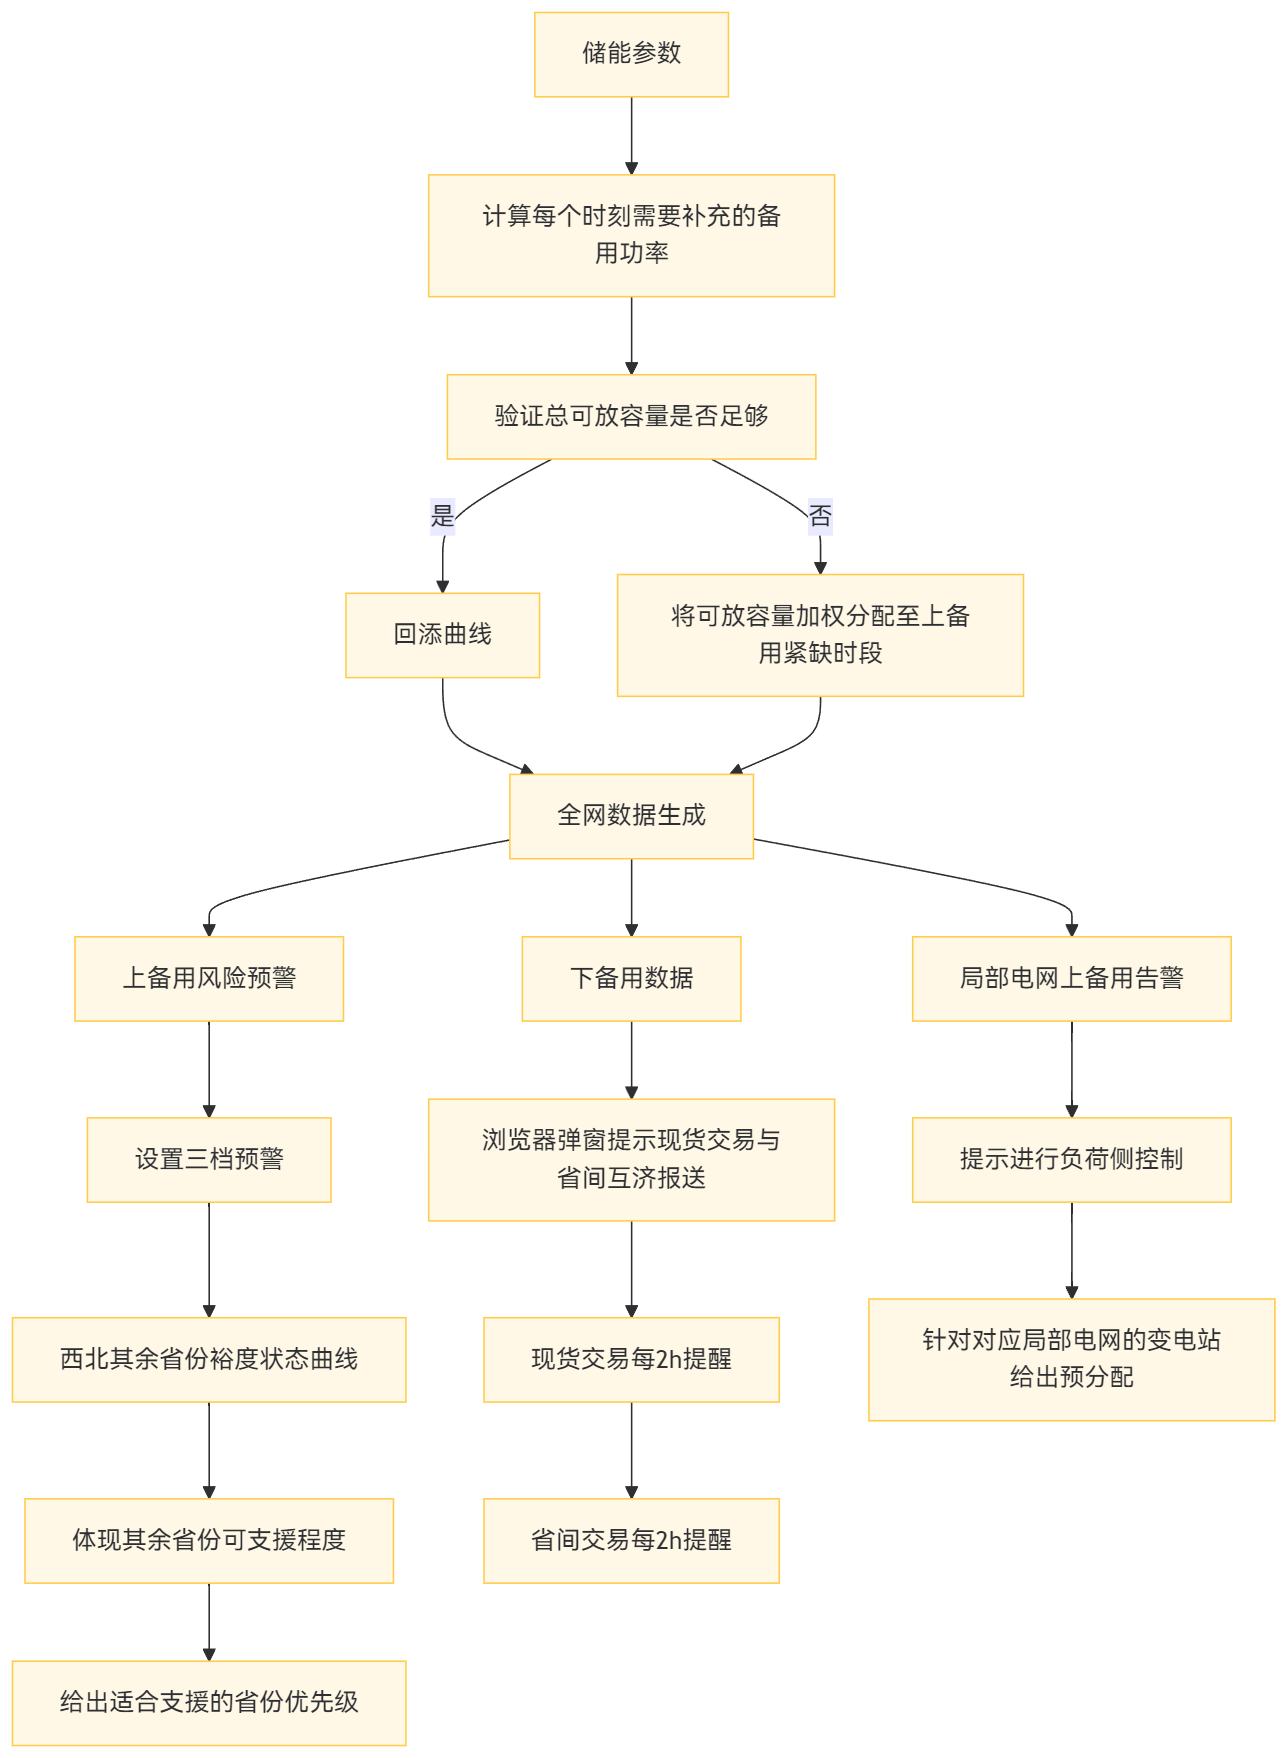 储能参数
计算每个时刻需要补充的备
用功率
验证总可放容量是否足够
是
否
回添曲线
将可放容量加权分配至上备
用紧缺时段
全网数据生成
上备用风险预警
下备用数据
局部电网上备用告警
设置三档预警
浏览器弹窗提示现货交易与
省间互济报送
提示进行负荷侧控制
西北其余省份裕度状态曲线
现货交易每2h提醒
针对对应局部电网的变电站
给出预分配
体现其余省份可支援程度
省间交易每2h提醒
给出适合支援的省份优先级